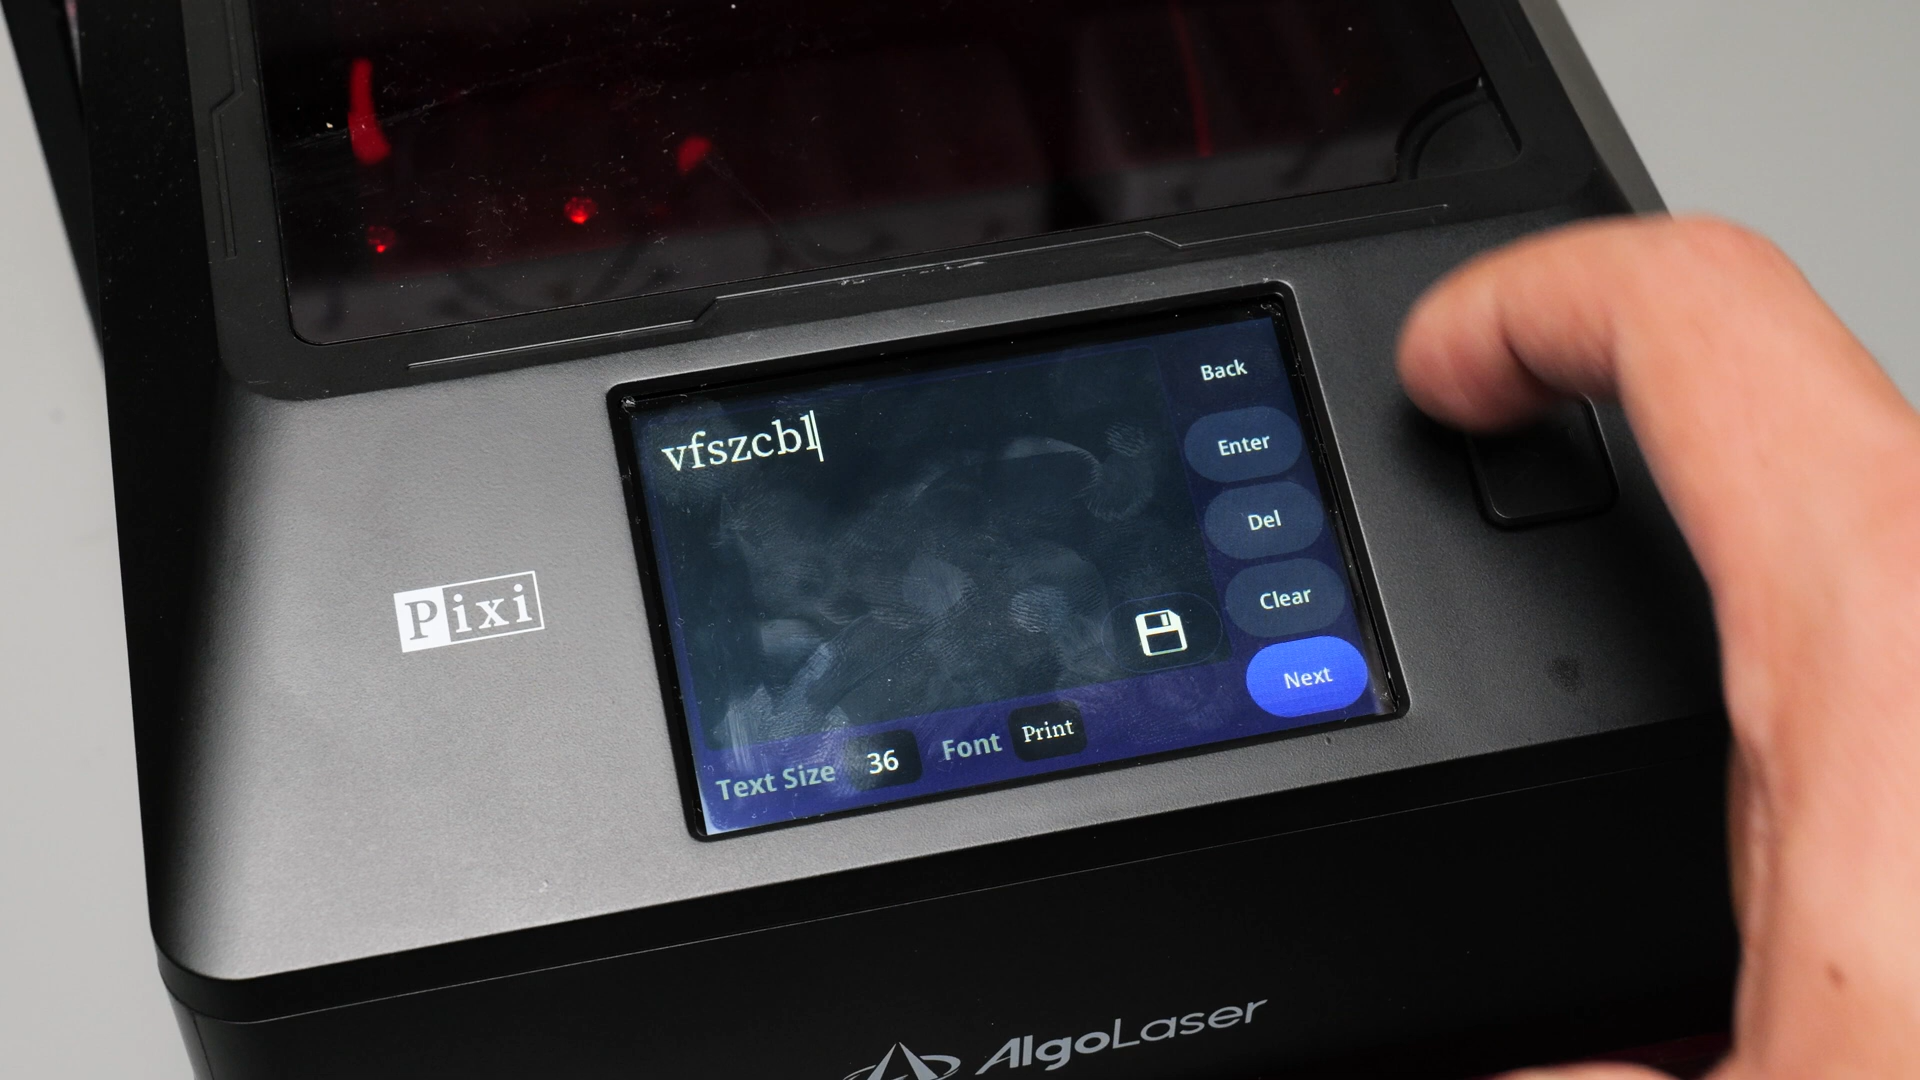 vfszcbl
Back
Enter
Del
Clear
Next
Text Size 36 Font Print
Pixi
AlgoLaser